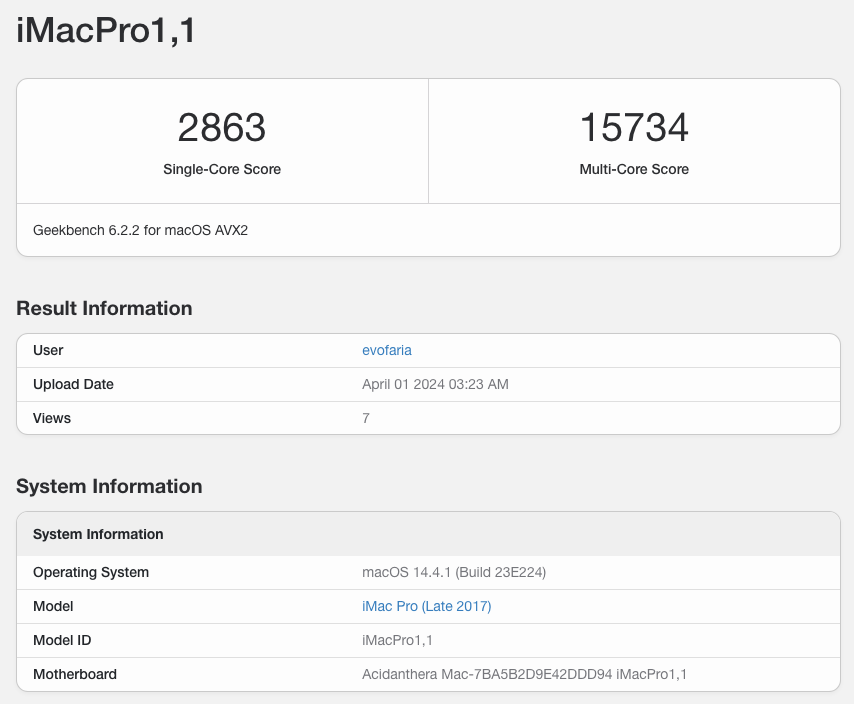 iMacPro1,1
2863 15734
Single-Core Score Multi-Core Score
Geekbench 6.2.2 for macOS AVX2
Result Information
User evofaria
Upload Date April 01 2024 03:23 AM
Views 7
System Information
System Information
Operating System macOS 14.4.1 (Build 23E224)
Model iMac Pro (Late 2017)
Model ID iMacPro1,1
Motherboard Acidanthera Mac-7BA5B2D9E42DDD94 iMacPro1,1